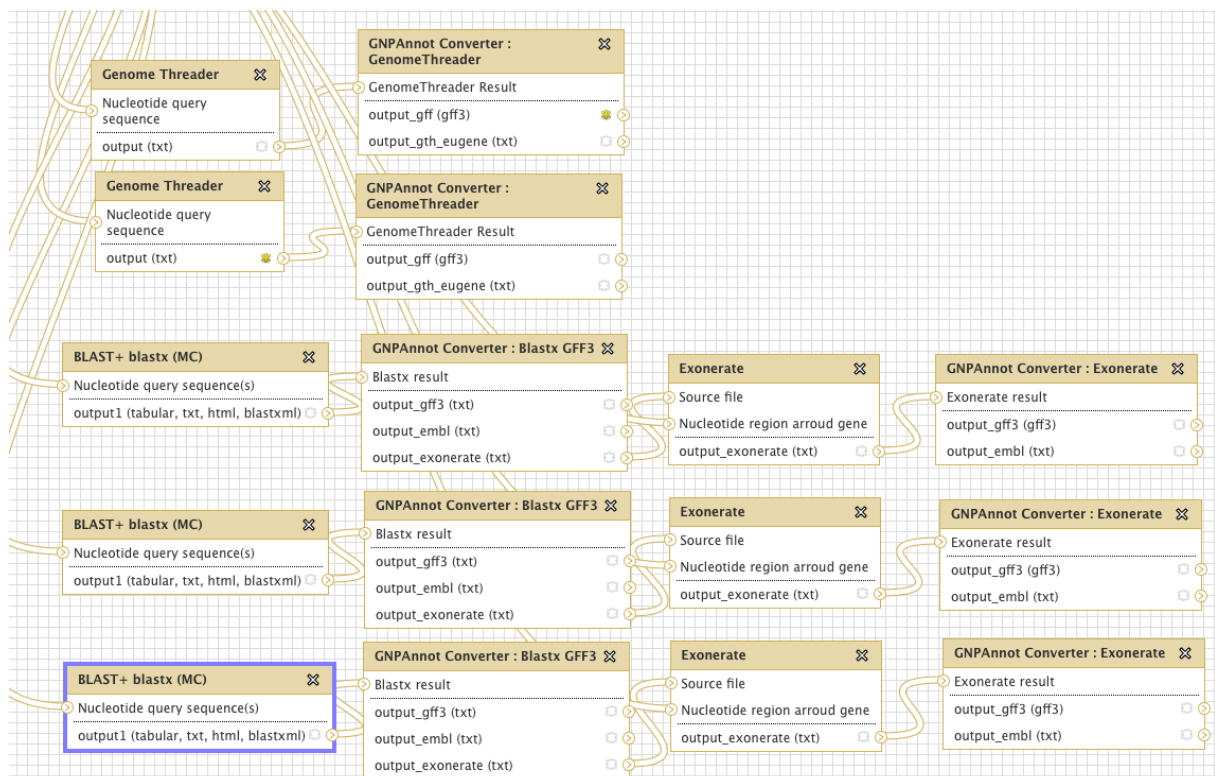 Genome Threader
Nucleotide query
sequence
output (txt)
GNPAnnot Converter :
GenomeThreader
GenomeThreader Result
output_gff (gff3)
output_gth_eugene (txt)
Genome Threader
Nucleotide query
sequence
output (txt)
GNPAnnot Converter :
GenomeThreader
GenomeThreader Result
output_gff (gff3)
output_gth_eugene (txt)
BLAST+ blastx (MC)
Nucleotide query sequence(s)
output1 (tabular, txt, html, blastxml)
GNPAnnot Converter : Blastx GFF3
Blastx result
output_gff3 (txt)
output_embl (txt)
output_exonerate (txt)
Exonerate
Source file
Nucleotide region arroud gene
output_exonerate (txt)
GNPAnnot Converter : Exonerate
Exonerate result
output_gff3 (gff3)
output_embl (txt)
BLAST+ blastx (MC)
Nucleotide query sequence(s)
output1 (tabular, txt, html, blastxml)
GNPAnnot Converter : Blastx GFF3
Blastx result
output_gff3 (txt)
output_embl (txt)
output_exonerate (txt)
Exonerate
Source file
Nucleotide region arroud gene
output_exonerate (txt)
GNPAnnot Converter : Exonerate
Exonerate result
output_gff3 (gff3)
output_embl (txt)
BLAST+ blastx (MC)
Nucleotide query sequence(s)
output1 (tabular, txt, html, blastxml)
GNPAnnot Converter : Blastx GFF3
Blastx result
output_gff3 (txt)
output_embl (txt)
output_exonerate (txt)
Exonerate
Source file
Nucleotide region arroud gene
output_exonerate (txt)
GNPAnnot Converter : Exonerate
Exonerate result
output_gff3 (gff3)
output_embl (txt)